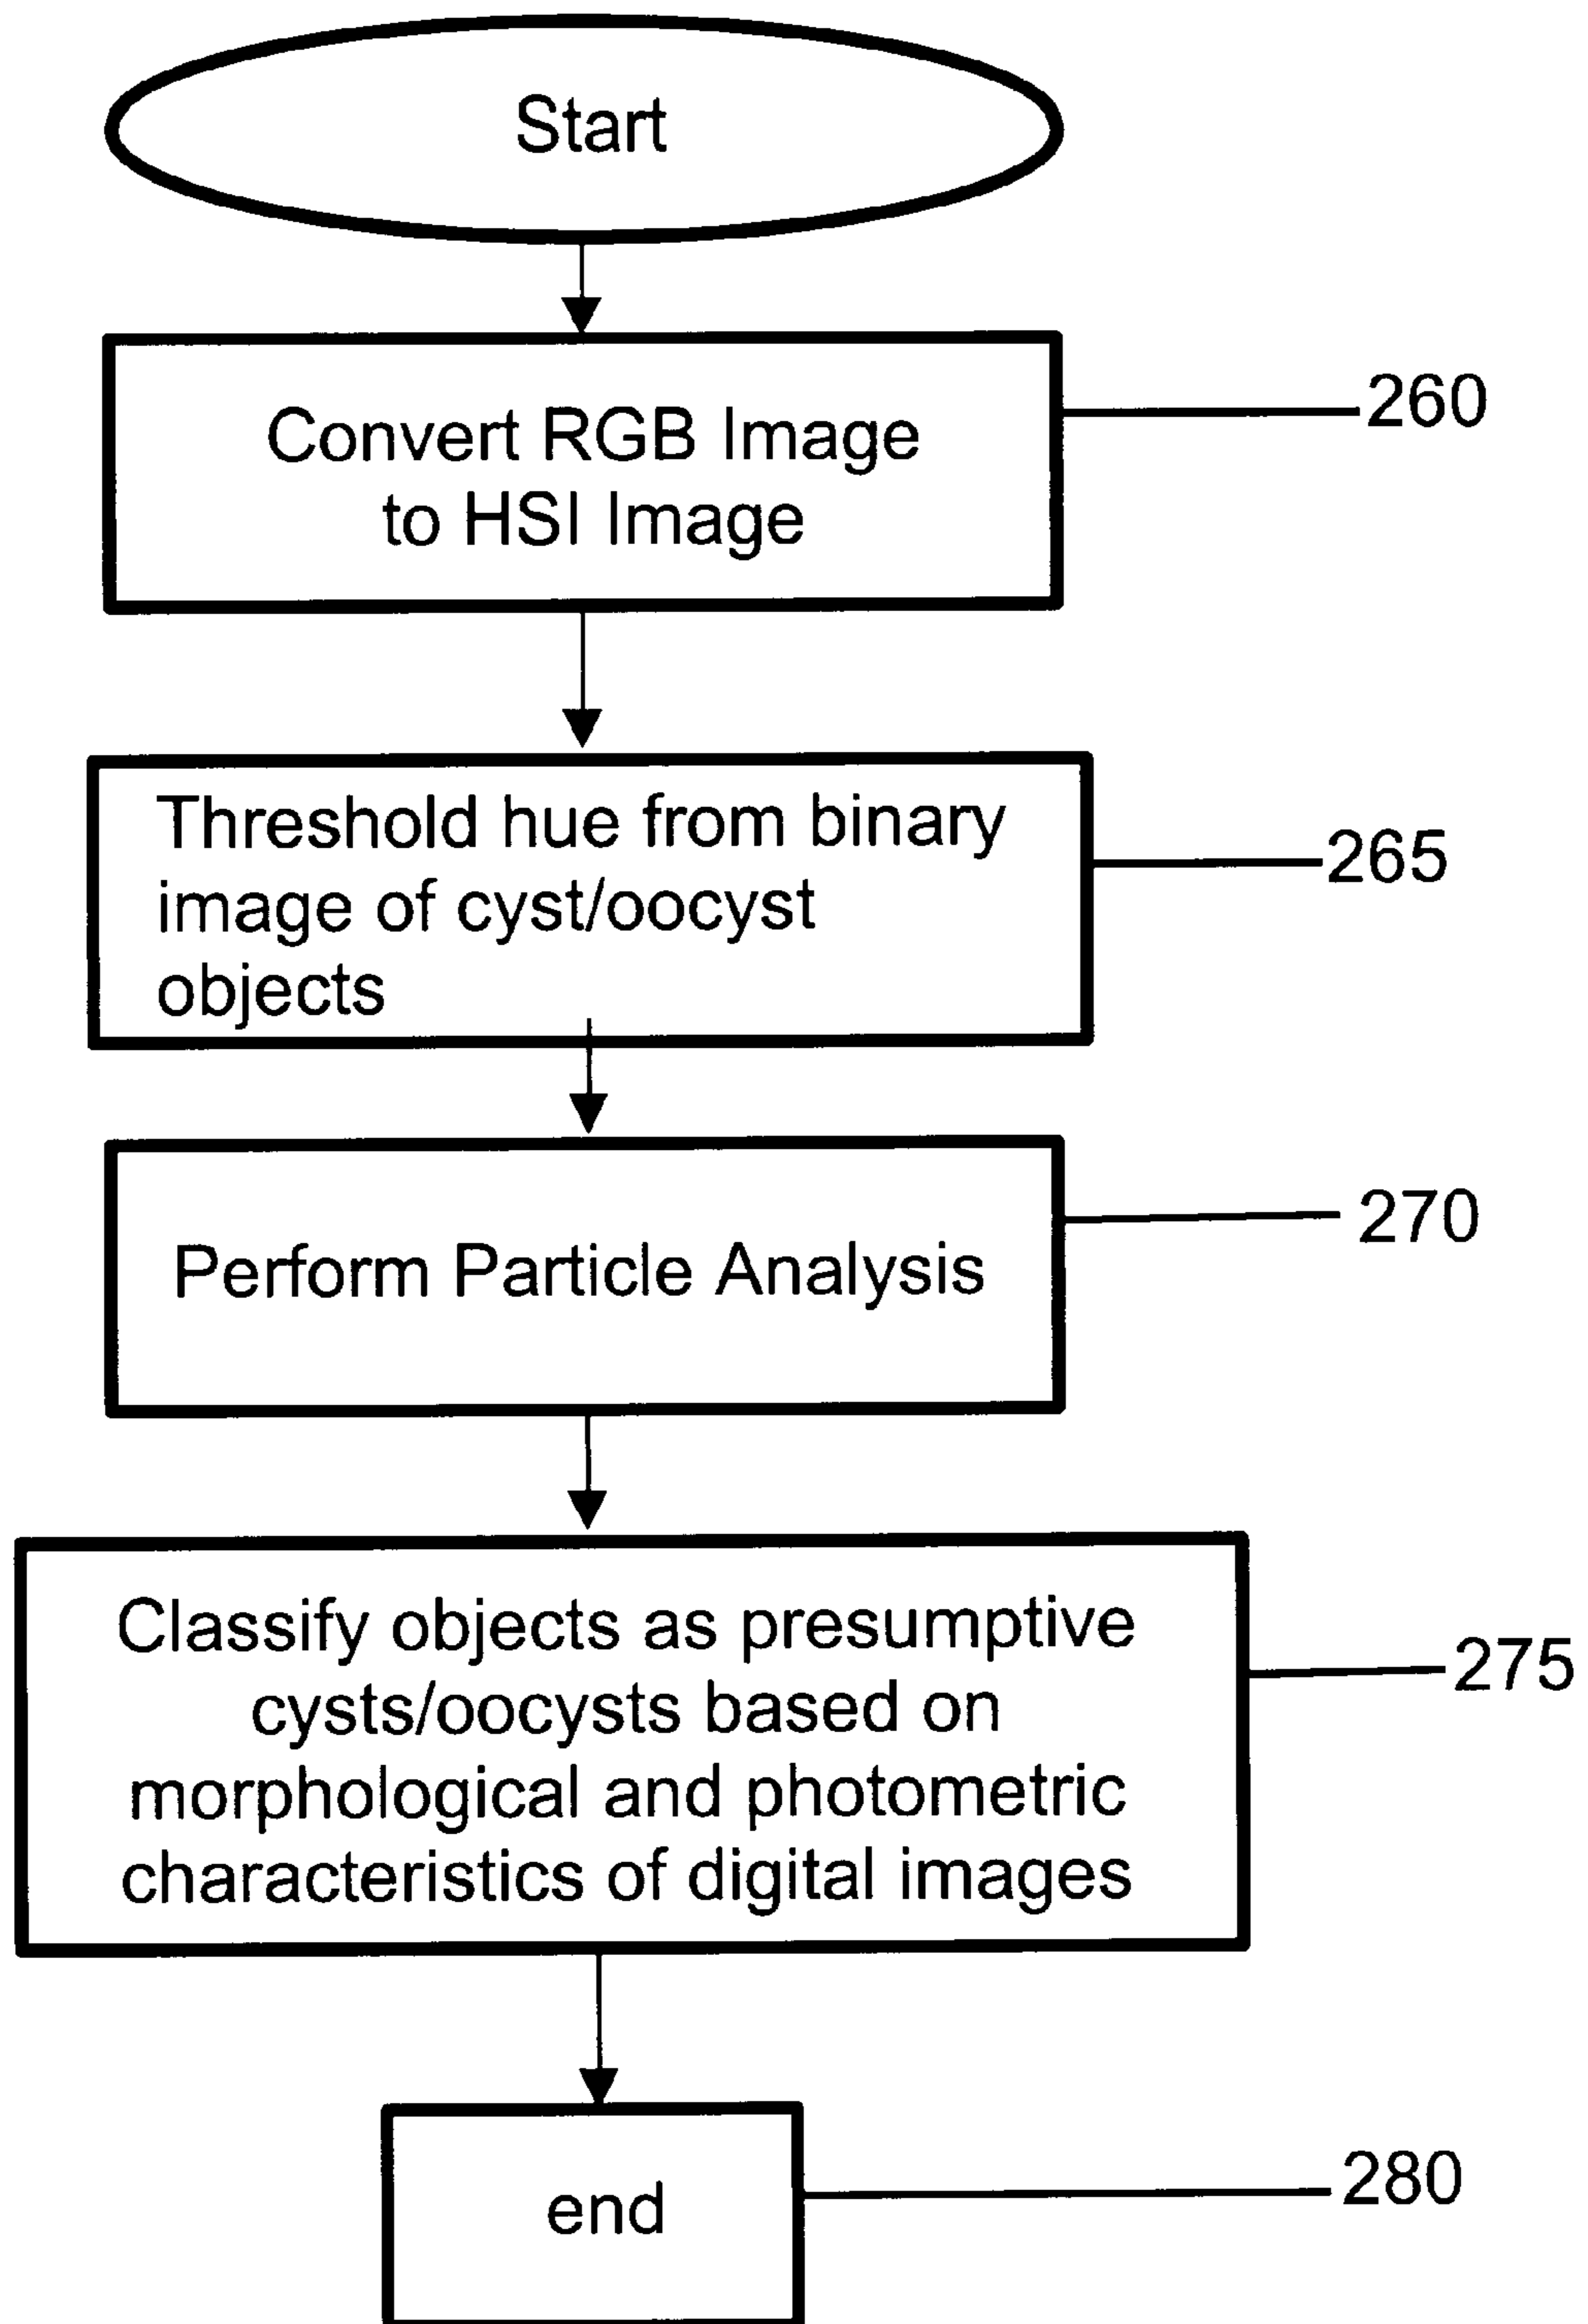 Start
Convert RGB Image
to HSI Image
260
Threshold hue from binary
image of cyst/oocyst
objects
265
Perform Particle Analysis
270
Classify objects as presumptive
cysts/oocysts based on
morphological and photometric
characteristics of digital images
275
end
280